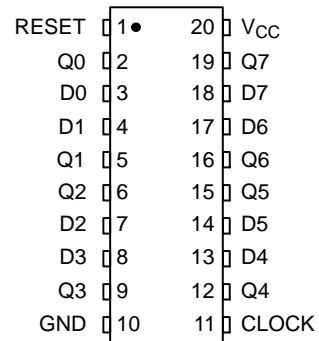 RESET 1 20 VCC
Q0 2 19 Q7
D0 3 18 D7
D1 4 17 D6
Q1 5 16 Q6
Q2 6 15 Q5
D2 7 14 D5
D3 8 13 D4
Q3 9 12 Q4
GND 10 11 CLOCK